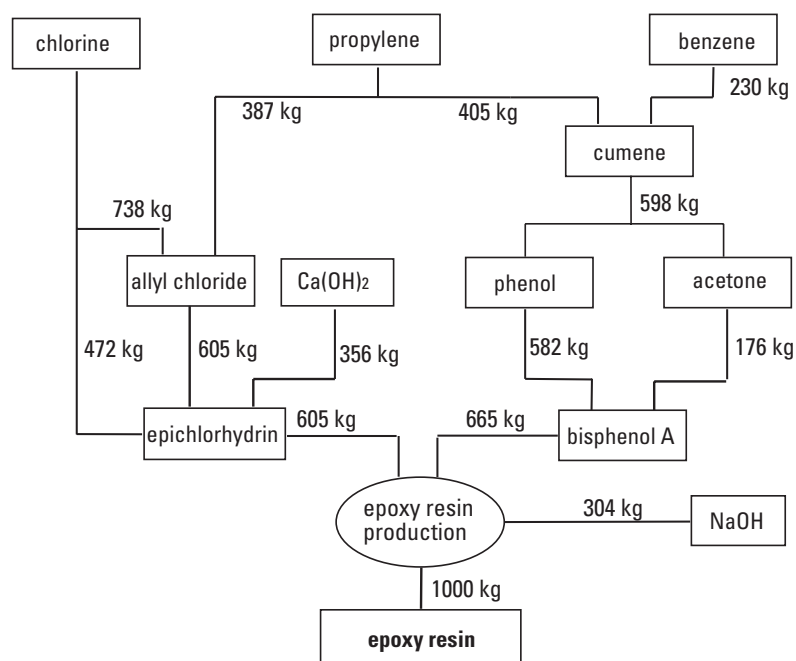 chlorine
propylene
benzene
387 kg
405 kg
230 kg
cumene
738 kg
598 kg
allyl chloride
Ca(OH)2
phenol
acetone
472 kg
605 kg
356 kg
582 kg
176 kg
epichlorhydrin
605 kg
665 kg
bisphenol A
epoxy resin
production
304 kg
NaOH
1000 kg
epoxy resin